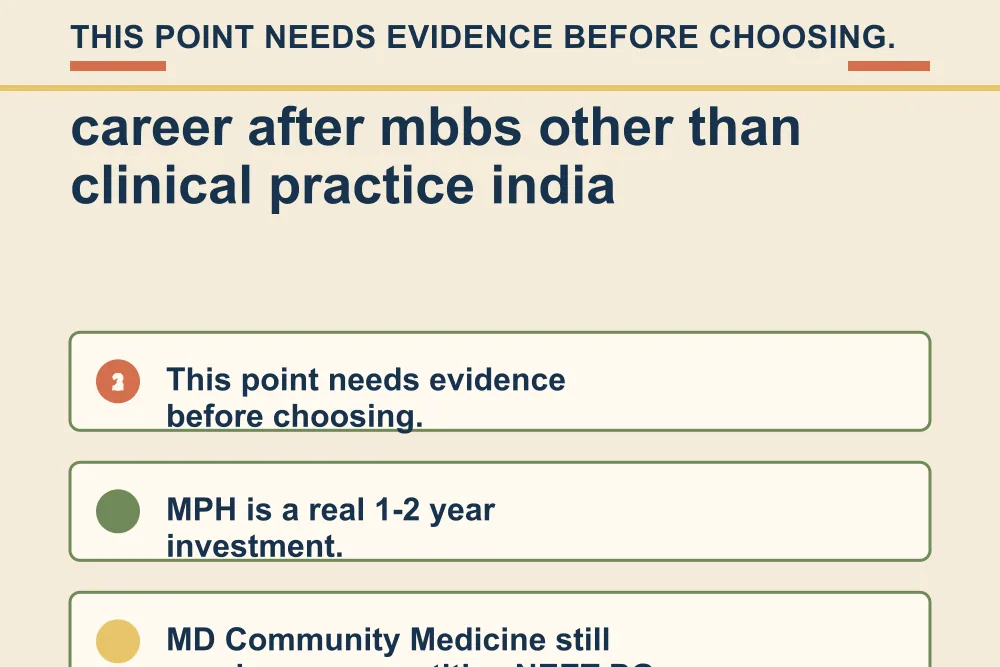 THIS POINT NEEDS EVIDENCE BEFORE CHOOSING.
career after mbbs other than
clinical practice india
This point needs evidence
before choosing.
MPH is a real 1-2 year
investment.
MD Community Medicine still